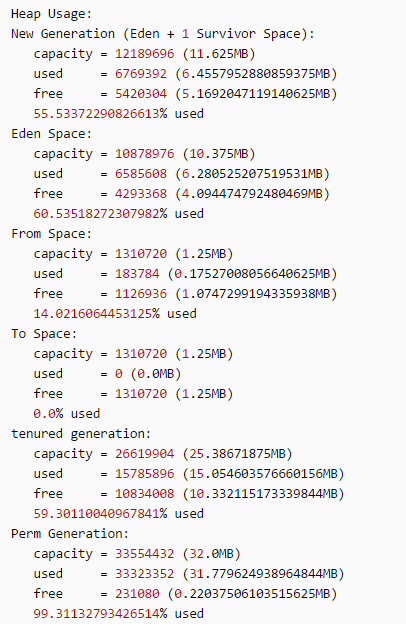 Heap Usage:
New Generation (Eden + 1 Survivor Space):
   capacity = 12189696 (11.625MB)
   used     = 6769392 (6.4557952880859375MB)
   free     = 5420304 (5.1692047119140625MB)
   55.53372290826613% used
Eden Space:
   capacity = 10878976 (10.375MB)
   used     = 6585608 (6.280525207519531MB)
   free     = 4293368 (4.094474792480469MB)
   60.53518272307982% used
From Space:
   capacity = 1310720 (1.25MB)
   used     = 183784 (0.17527008056640625MB)
   free     = 1126936 (1.0747299194335938MB)
   14.0216064453125% used
To Space:
   capacity = 1310720 (1.25MB)
   used     = 0 (0.0MB)
   free     = 1310720 (1.25MB)
   0.0% used
tenured generation:
   capacity = 26619904 (25.38671875MB)
   used     = 15785896 (15.054603576660156MB)
   free     = 10834008 (10.332115173339844MB)
   59.30110040967841% used
Perm Generation:
   capacity = 33554432 (32.0MB)
   used     = 33323352 (31.779624938964844MB)
   free     = 231080 (0.22037506103515625MB)
   99.31132793426514% used